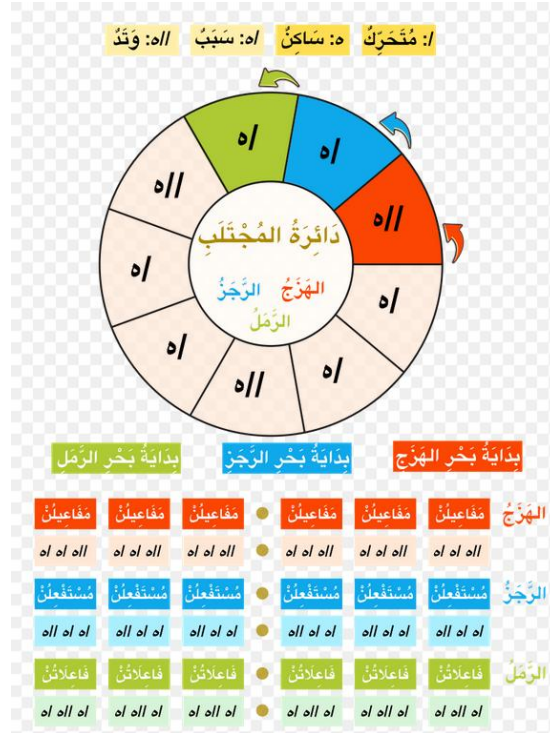 /: مُتَحَرِّكٌ ه: سَاكِنٌ /ه: سَبَبٌ //ه: وَتَدٌ
/ه
/ه
//ه
//ه
/ه
/ه
//ه
/ه
/ه
دَائِرَةُ المُجْتَلَبِ
الهَزَجُ الرَّجَزُ
الرَّمَلُ
بِدَايَةُ بَحْرِ الهَزَجِ بِدَايَةُ بَحْرِ الرَّجَزِ بِدَايَةُ بَحْرِ الرَّمَلِ
الهَزَجُ مَفَاعِيلُنْ مَفَاعِيلُنْ مَفَاعِيلُنْ • مَفَاعِيلُنْ مَفَاعِيلُنْ مَفَاعِيلُنْ
//ه /ه /ه //ه /ه /ه //ه /ه /ه • //ه /ه /ه //ه /ه /ه //ه /ه /ه
الرَّجَزُ مُسْتَفْعِلُنْ مُسْتَفْعِلُنْ مُسْتَفْعِلُنْ • مُسْتَفْعِلُنْ مُسْتَفْعِلُنْ مُسْتَفْعِلُنْ
/ه /ه //ه /ه /ه //ه /ه /ه //ه • /ه /ه //ه /ه /ه //ه /ه /ه //ه
الرَّمَلُ فَاعِلَاتُنْ فَاعِلَاتُنْ فَاعِلَاتُنْ • فَاعِلَاتُنْ فَاعِلَاتُنْ فَاعِلَاتُنْ
/ه //ه /ه /ه //ه /ه /ه //ه /ه • /ه //ه /ه /ه //ه /ه /ه //ه /ه